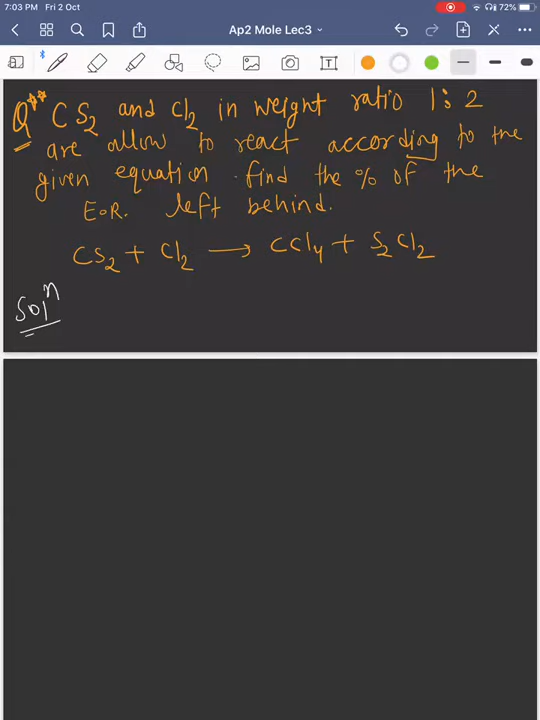 7:03 PM Fri 2 Oct 72%
Ap2 Mole Lec3
Q** CS₂ and Cl₂ in weight ratio 1:2
are allow to react according to the
given equation. find the % of the
E.R. left behind.
CS₂ + Cl₂ → CCl₄ + S₂Cl₂
Solⁿ